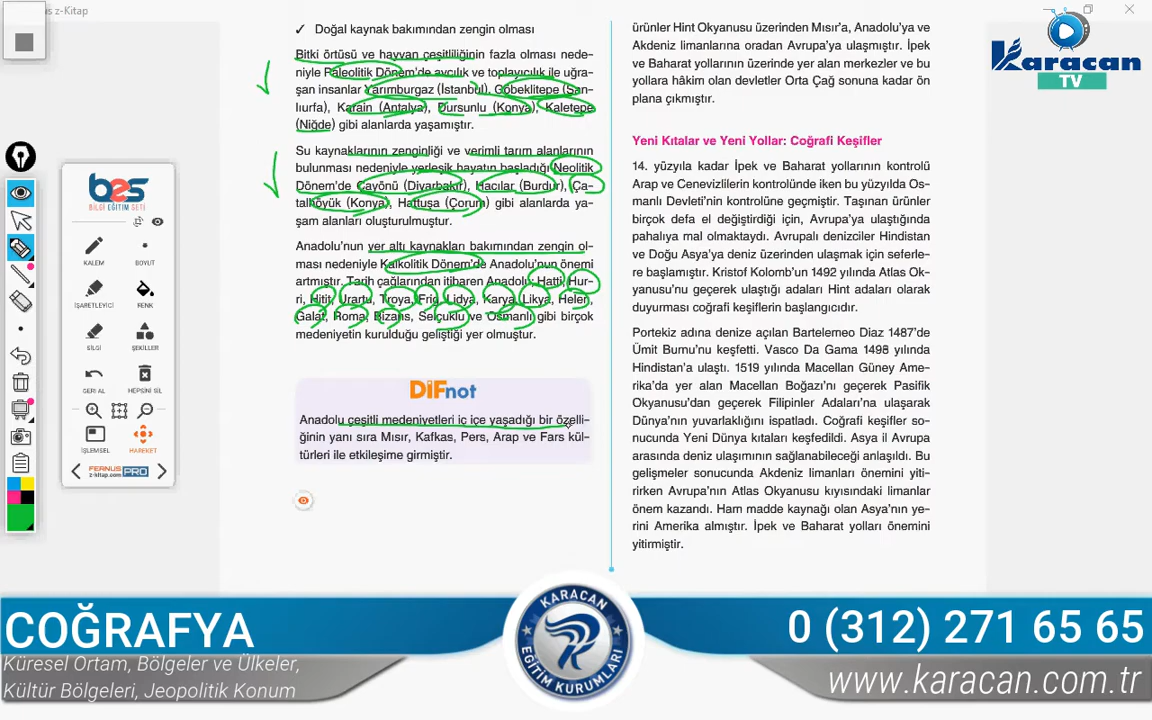 as z-Kitap
✓ Doğal kaynak bakımından zengin olması
Bitki örtüsü ve hayvan çeşitliliğinin fazla olması nede-
niyle Paleolitik Dönem'de avcılık ve toplayıcılık ile uğra-
şan insanlar Yarımburgaz (İstanbul), Göbeklitepe (Şan-
lıurfa), Karain (Antalya), Dursunlu (Konya), Kaletepe
(Niğde) gibi alanlarda yaşamıştır.
Su kaynaklarının zenginliği ve verimli tarım alanlarının
bulunması nedeniyle yerleşik hayatın başladığı Neolitik
Dönem'de Çayönü (Diyarbakır), Hacılar (Burdur), Ça-
talhöyük (Konya), Hattuşa (Çorum) gibi alanlarda ya-
şam alanları oluşturulmuştur.
Anadolu'nun yer altı kaynakları bakımından zengin ol-
ması nedeniyle Kalkolitik Dönem'de Anadolu'nun önemi
artmıştır. Tarih çağlarından itibaren Anadolu; Hatti, Hur-
ri, Hitit, Urartu, Troya, Frig, Lidya, Karya, Likya, Helen,
Galat, Roma, Bizans, Selçuklu ve Osmanlı gibi birçok
medeniyetin kurulduğu geliştiği yer olmuştur.
DİFnot
Anadolu çeşitli medeniyetleri iç içe yaşadığı bir özelli-
ğinin yanı sıra Mısır, Kafkas, Pers, Arap ve Fars kül-
türleri ile etkileşime girmiştir.
ürünler Hint Okyanusu üzerinden Mısır'a, Anadolu'ya ve
Akdeniz limanlarına oradan Avrupa'ya ulaşmıştır. İpek
ve Baharat yollarının üzerinde yer alan merkezler ve bu
yollara hâkim olan devletler Orta Çağ sonuna kadar ön
plana çıkmıştır.
Yeni Kıtalar ve Yeni Yollar: Coğrafi Keşifler
14. yüzyıla kadar İpek ve Baharat yollarının kontrolü
Arap ve Cenevizlilerin kontrolünde iken bu yüzyılda Os-
manlı Devleti'nin kontrolüne geçmiştir. Taşınan ürünler
birçok defa el değiştirdiği için, Avrupa'ya ulaştığında
pahalıya mal olmaktaydı. Avrupalı denizciler Hindistan
ve Doğu Asya'ya deniz üzerinden ulaşmak için seferle-
re başlamıştır. Kristof Kolomb'un 1492 yılında Atlas Ok-
yanusu'nu geçerek ulaştığı adaları Hint adaları olarak
duyurması coğrafi keşiflerin başlangıcıdır.
Portekiz adına denize açılan Bartelemeo Diaz 1487'de
Ümit Burnu'nu keşfetti. Vasco Da Gama 1498 yılında
Hindistan'a ulaştı. 1519 yılında Macellan Güney Ame-
rika'da yer alan Macellan Boğazı'nı geçerek Pasifik
Okyanusu'dan geçerek Filipinler Adaları'na ulaşarak
Dünya'nın yuvarlaklığını ispatladı. Coğrafi keşifler so-
nucunda Yeni Dünya kıtaları keşfedildi. Asya il Avrupa
arasında deniz ulaşımının sağlanabileceği anlaşıldı. Bu
gelişmeler sonucunda Akdeniz limanları önemini yiti-
rirken Avrupa'nın Atlas Okyanusu kıyısındaki limanlar
önem kazandı. Ham madde kaynağı olan Asya'nın ye-
rini Amerika almıştır. İpek ve Baharat yolları önemini
yitirmiştir.
Karacan
TV
bes
BİLGİ EĞİTİM SETİ
KALEM
BOYUT
İŞARETLEYİCİ
RENK
SİLGİ
ŞEKİLLER
GERİ AL
HEPSİNİ SİL
İŞLEMSEL
HAREKET
FERNUS PRO
z-kitap.com
COĞRAFYA
Küresel Ortam, Bölgeler ve Ülkeler,
Kültür Bölgeleri, Jeopolitik Konum
KARACAN
EĞİTİM KURUMLARI
0 (312) 271 65 65
www.karacan.com.tr